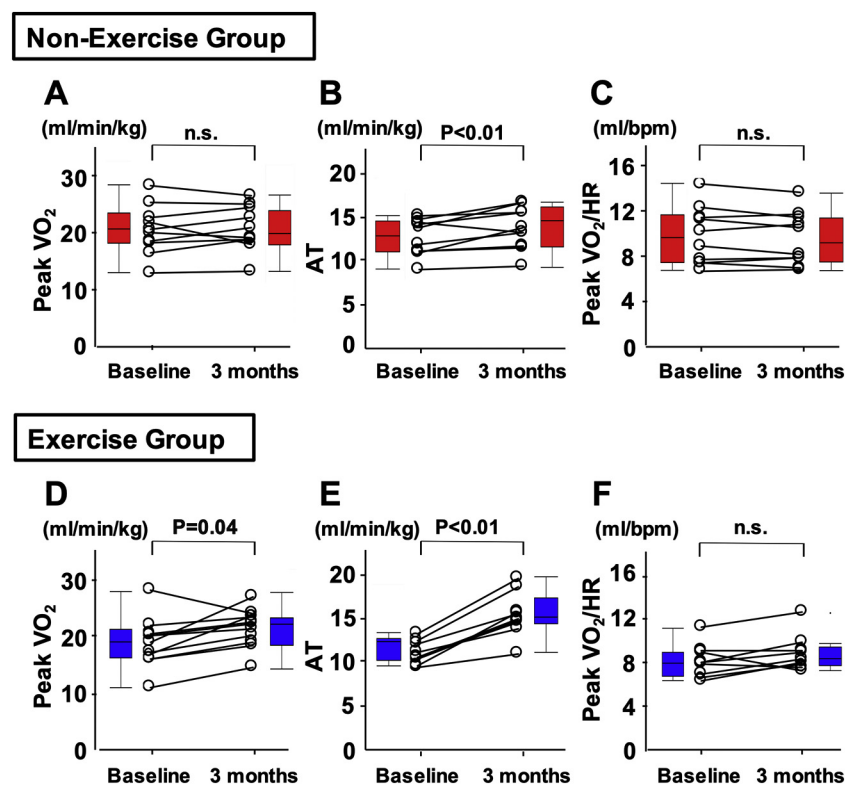 Non-Exercise Group
A B C
(ml/min/kg) n.s. (ml/min/kg) P<0.01 (ml/bpm) n.s.
Peak VO₂ 30 20 10 0
AT 20 15 10 5 0
Peak VO₂/HR 16 12 8 4 0
Baseline 3 months Baseline 3 months Baseline 3 months
Exercise Group
D E F
(ml/min/kg) P=0.04 (ml/min/kg) P<0.01 (ml/bpm) n.s.
Peak VO₂ 30 20 10 0
AT 20 15 10 5 0
Peak VO₂/HR 16 12 8 4 0
Baseline 3 months Baseline 3 months Baseline 3 months